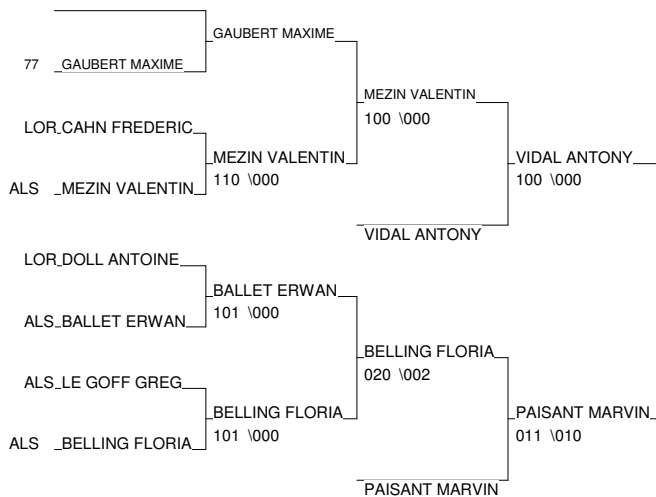 GAUBERT MAXIME
77 GAUBERT MAXIME
MEZIN VALENTIN
100 \000
LOR CAHN FREDERIC
MEZIN VALENTIN
110 \000
VIDAL ANTONY
100 \000
ALS MEZIN VALENTIN
VIDAL ANTONY
LOR DOLL ANTOINE
BALLET ERWAN
101 \000
ALS BALLET ERWAN
BELLING FLORIA
020 \002
ALS LE GOFF GREG
BELLING FLORIA
101 \000
PAISANT MARVIN
011 \010
ALS BELLING FLORIA
PAISANT MARVIN